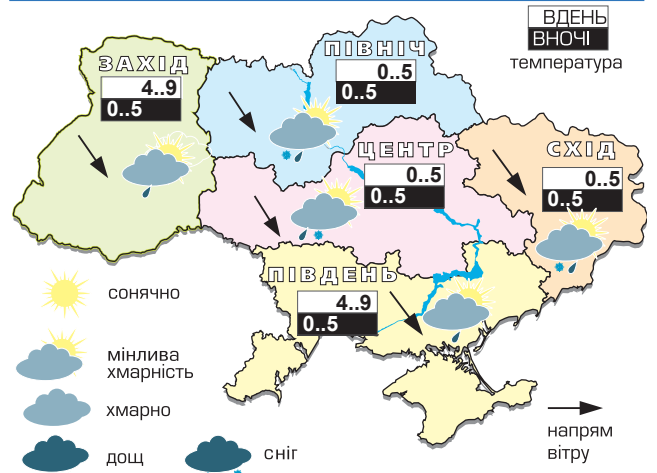 ВДЕНЬ
ВНОЧІ
температура
ПІВНІЧ
0..5
0..5
ЗАХІД
4..9
0..5
ЦЕНТР
0..5
0..5
СХІД
0..5
0..5
ПІВДЕНЬ
4..9
0..5
сонячно
мінлива
хмарність
хмарно
дощ
сніг
напрям
вітру